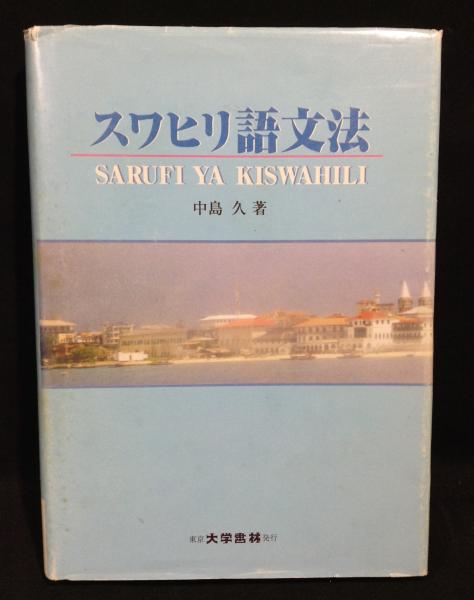 スワヒリ語文法
SARUFI YA KISWAHILI
中島 久 著
東京 大学書林 発行